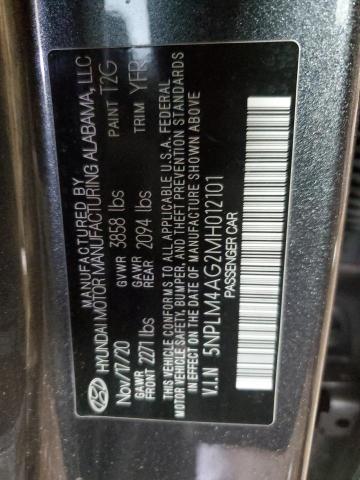 MANUFACTURED BY
HYUNDAI MOTOR MANUFACTURING ALABAMA, LLC
Nov/17/20 GVWR 3858 lbs PAINT T2G
GAWR FRONT 2271 lbs GAWR REAR 2094 lbs TRIM YFR
THIS VEHICLE CONFORMS TO ALL APPLICABLE U.S.A. FEDERAL
MOTOR VEHICLE SAFETY, BUMPER, AND THEFT PREVENTION STANDARDS
IN EFFECT ON THE DATE OF MANUFACTURE SHOWN ABOVE
V.I.N 5NPLM4AG2MH012101
PASSENGER CAR